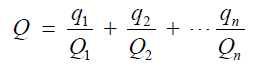 Q = q₁/Q₁ + q₂/Q₂ + ⋯ qₙ/Qₙ